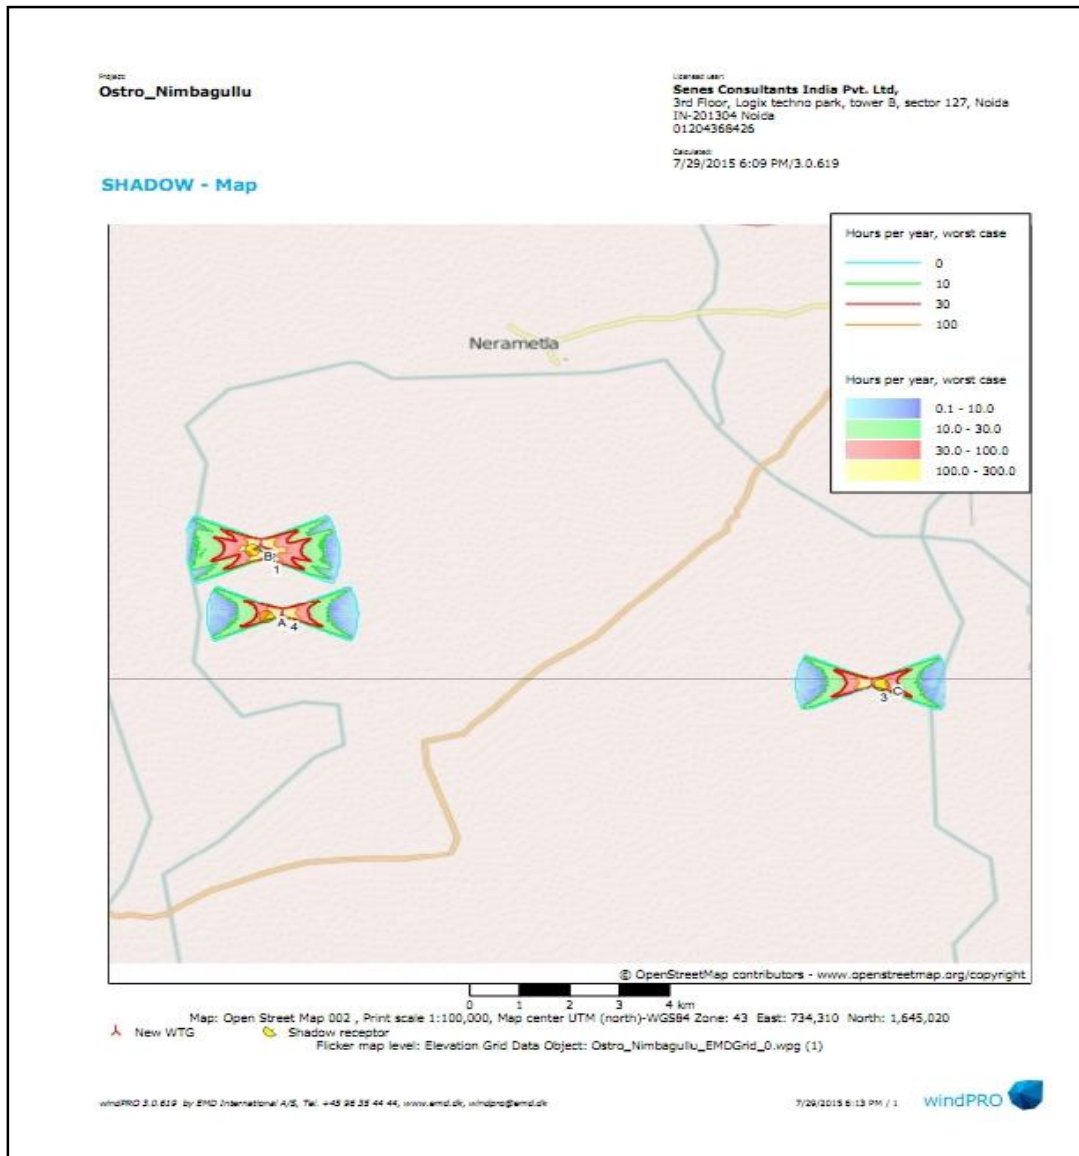 Project:
Ostro_Nimbagullu
Licensed user:
Senes Consultants India Pvt. Ltd,
3rd Floor, Logix techno park, tower B, sector 127, Noida
IN-201304 Noida
01204368426
Calculated:
7/29/2015 6:09 PM/3.0.619
SHADOW - Map
Hours per year, worst case
0
10
30
100
Hours per year, worst case
0.1 - 10.0
10.0 - 30.0
30.0 - 100.0
100.0 - 300.0
Nerametla
B
1
A 4
C
3
© OpenStreetMap contributors - www.openstreetmap.org/copyright
0 1 2 3 4 km
Map: Open Street Map 002 , Print scale 1:100,000, Map center UTM (north)-WGS84 Zone: 43 East: 734,310 North: 1,645,020
New WTG Shadow receptor
Flicker map level: Elevation Grid Data Object: Ostro_Nimbagullu_EMDGrid_0.wpg (1)
windPRO 3.0.619 by EMD International A/S, Tel. +45 96 35 44 44, www.emd.dk, windpro@emd.dk
7/29/2015 6:13 PM / 1
windPRO